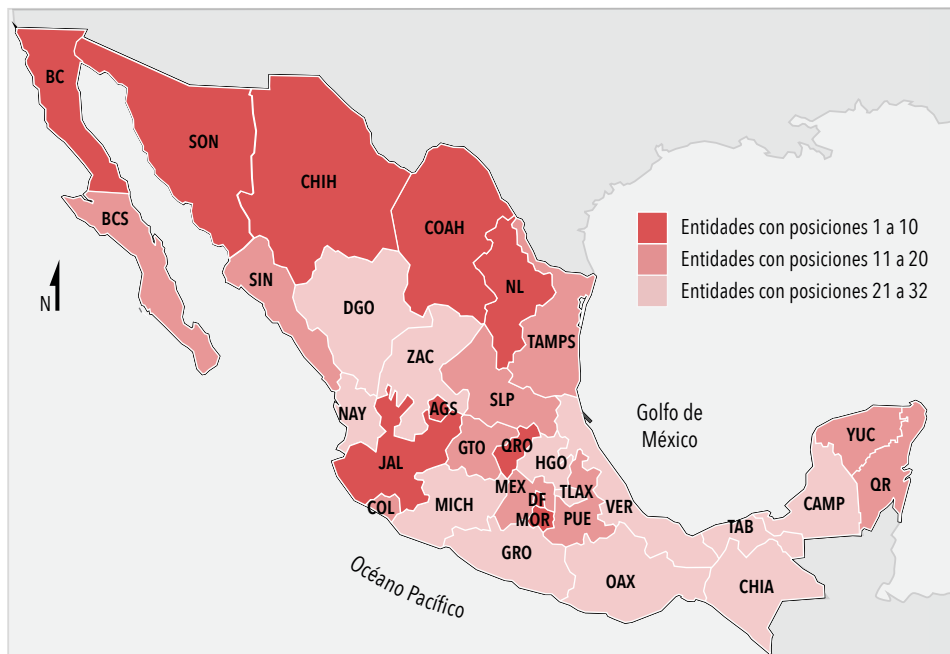 BC
SON
CHIH
BCS
COAH
Entidades con posiciones 1 a 10
Entidades con posiciones 11 a 20
Entidades con posiciones 21 a 32
N
SIN
NL
DGO
TAMPS
ZAC
NAY
AGS
SLP
Golfo de
México
JAL
GTO
QRO
HGO
YUC
QR
COL
MICH
MEX
DF
TLAX
MOR
PUE
VER
CAMP
TAB
GRO
OAX
CHIA
Océano Pacífico